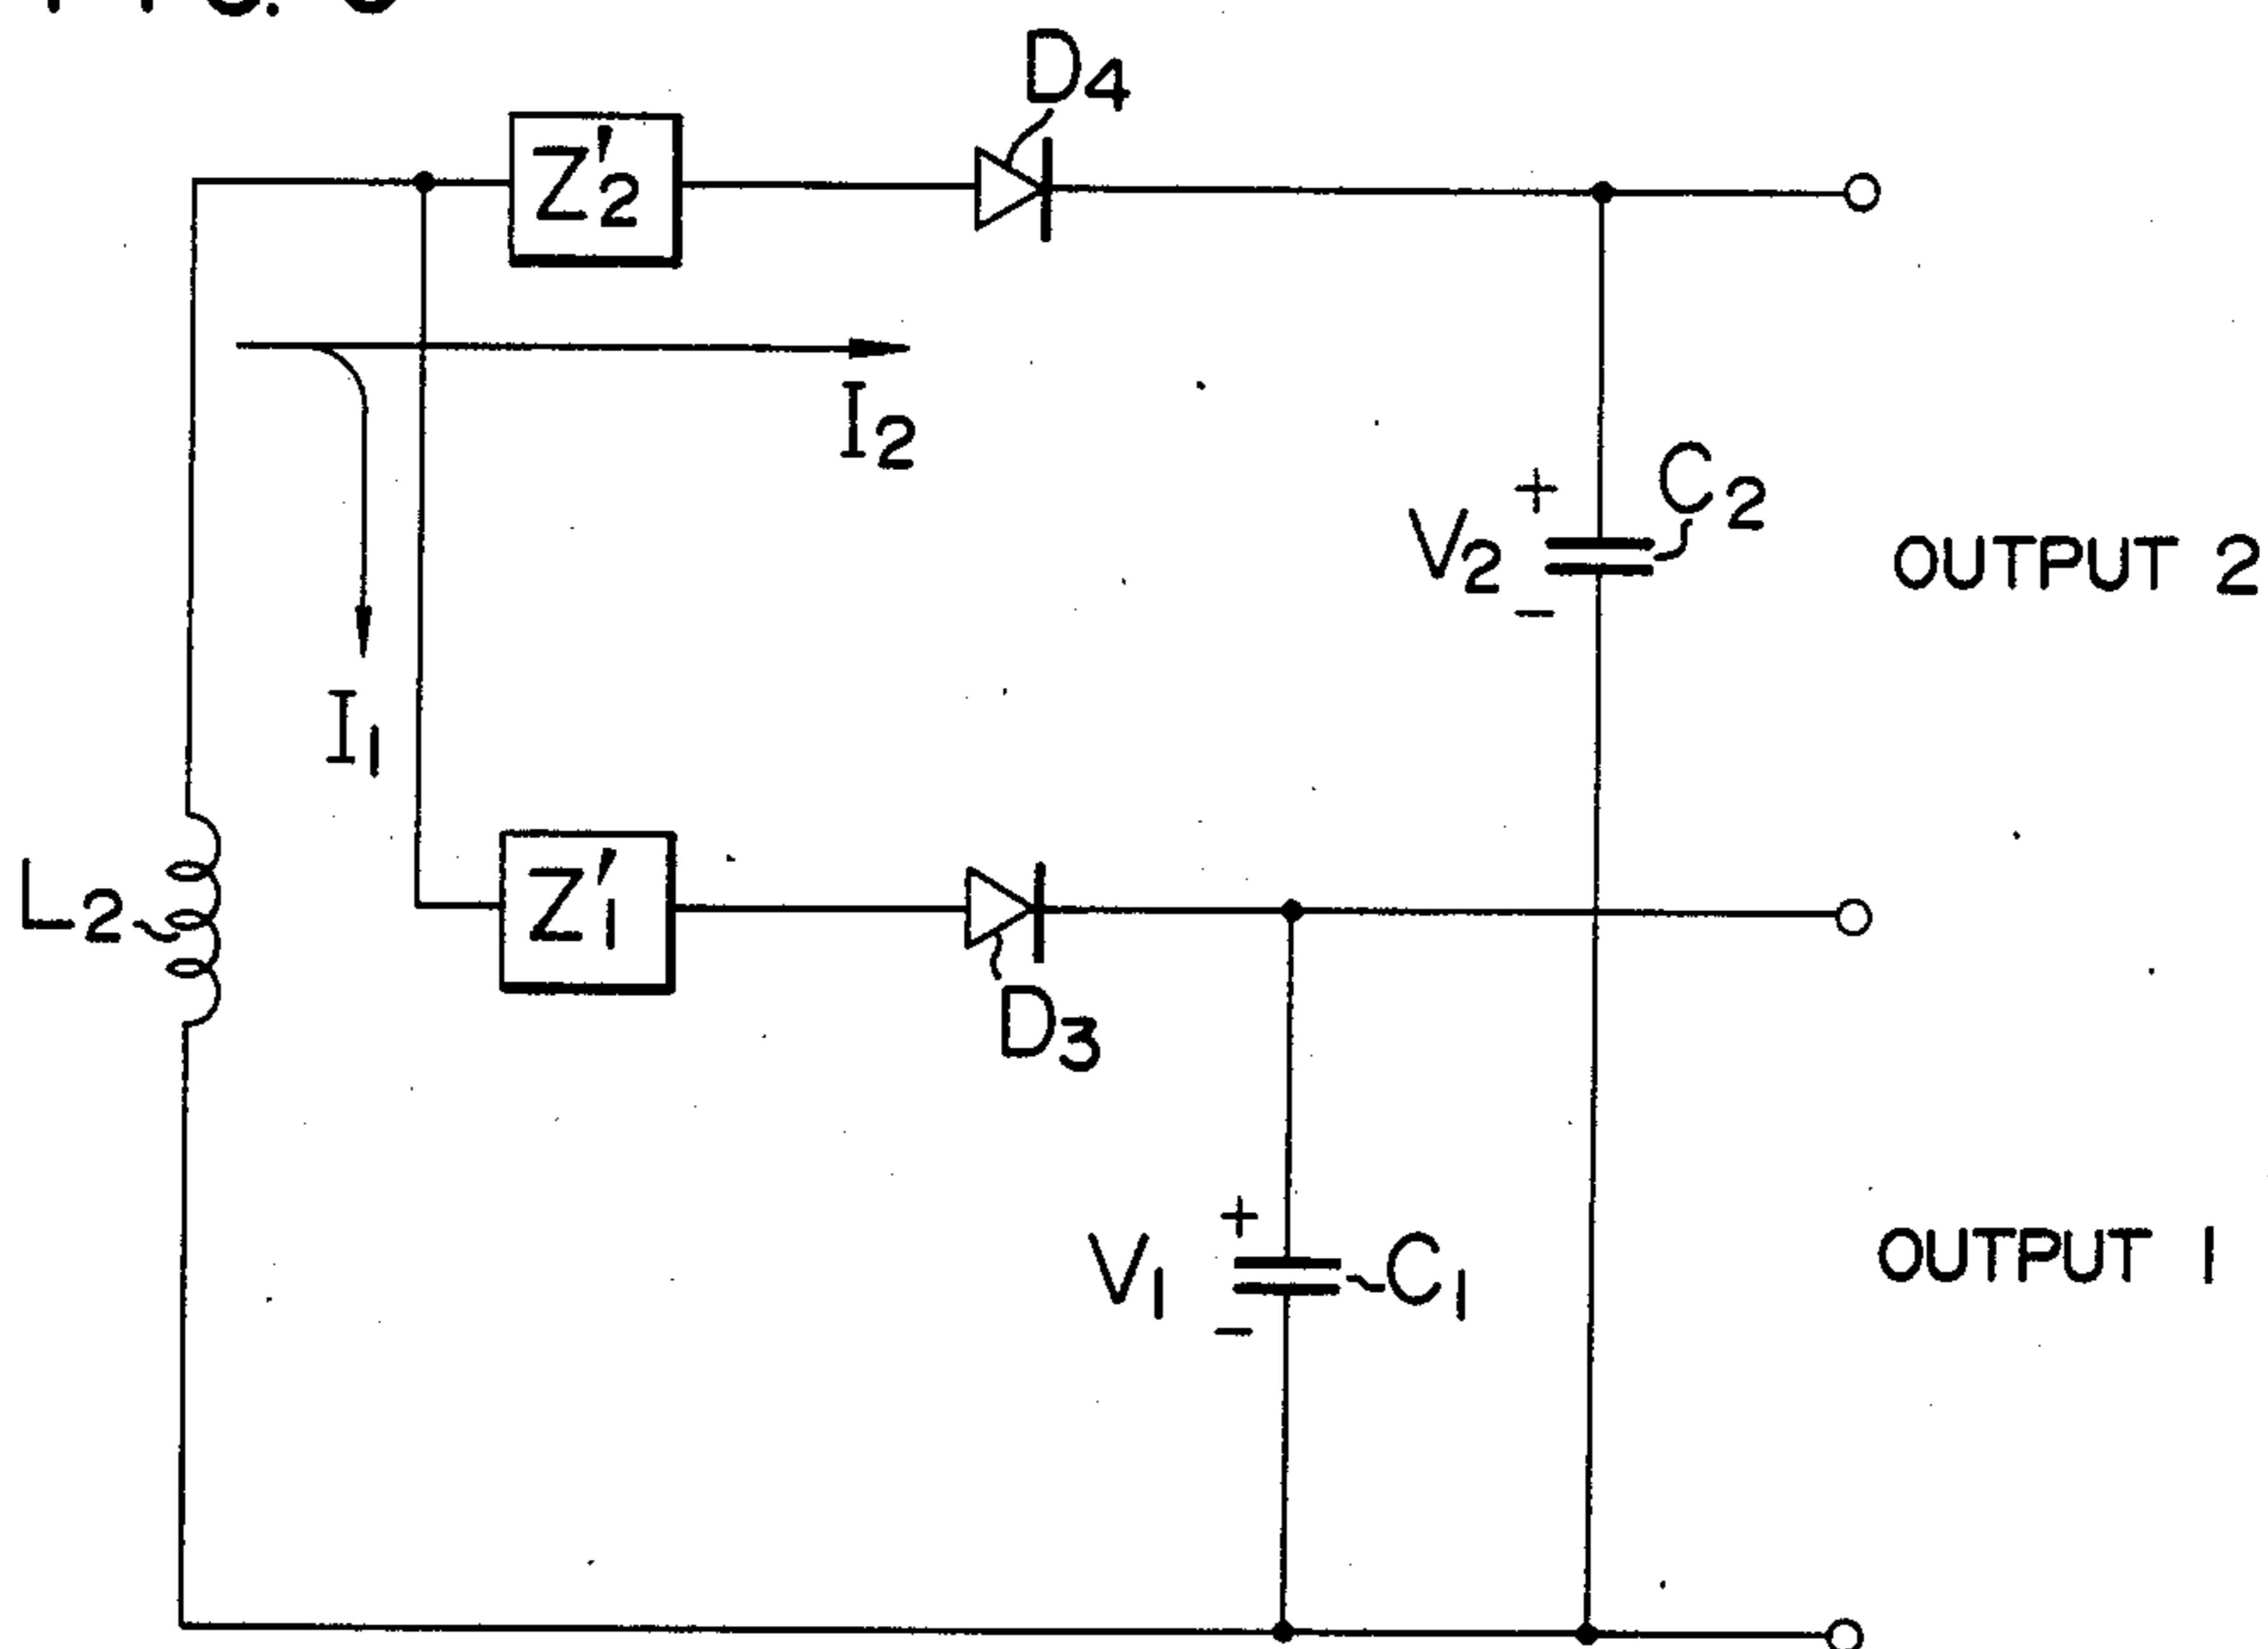 D4
Z'2
I2
+
V2
C2
-
OUTPUT 2
I1
L2
Z'1
D3
+
V1
C1
-
OUTPUT 1